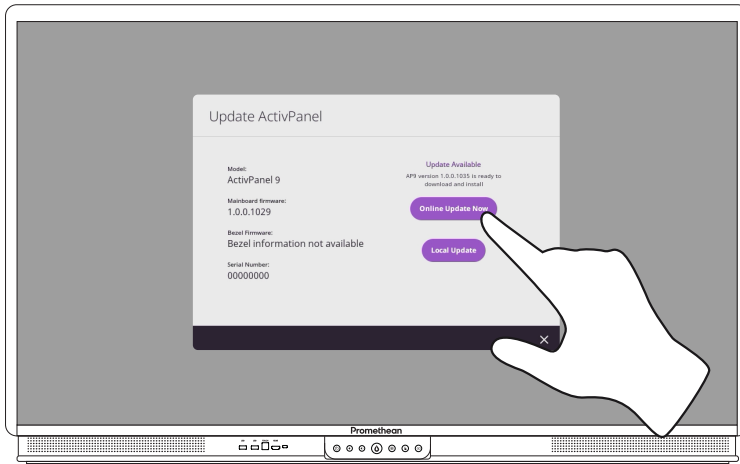 Update ActivPanel
Model:
ActivPanel 9
Mainboard firmware:
1.0.0.1029
Bezel Firmware:
Bezel information not available
Serial Number:
00000000
Update Available
AP9 version 1.0.0.1035 is ready to
download and install
Online Update Now
Local Update
Promethean